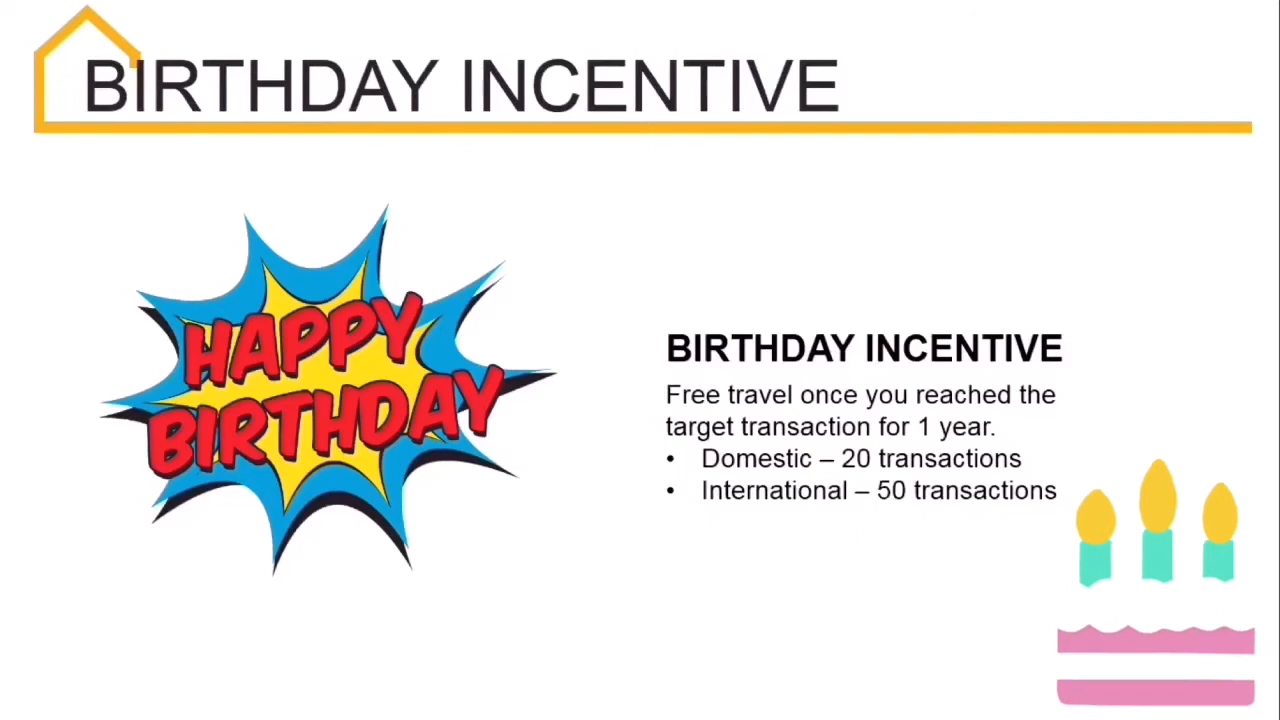 BIRTHDAY INCENTIVE
HAPPY
BIRTHDAY
BIRTHDAY INCENTIVE
Free travel once you reached the
target transaction for 1 year.
• Domestic – 20 transactions
• International – 50 transactions